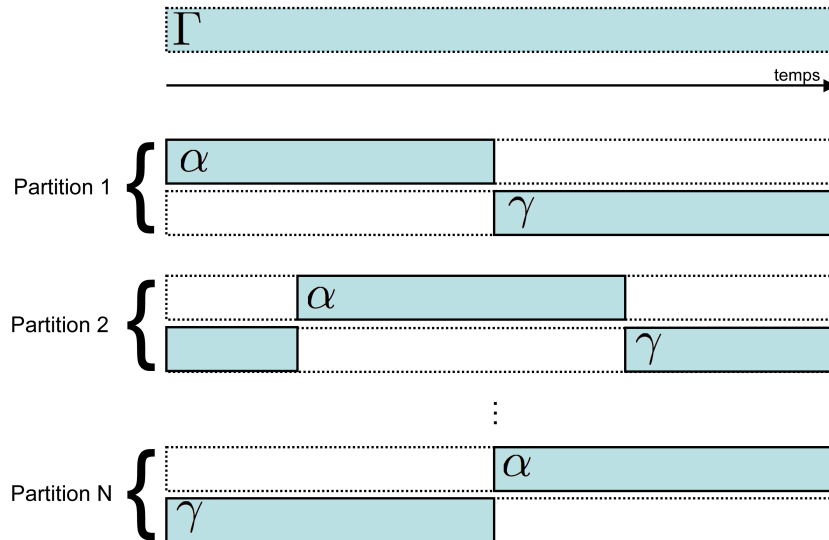 Γ
temps
Partition 1
{
α
γ
Partition 2
{
α
γ
⋮
Partition N
{
α
γ